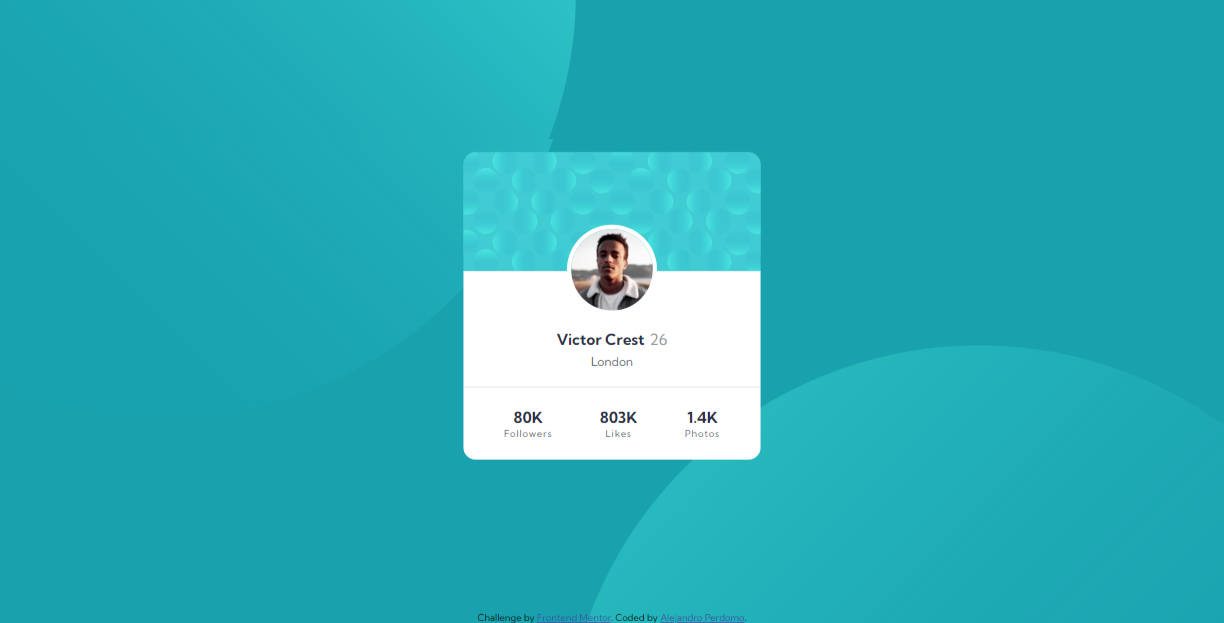 Victor Crest 26
London
80K 803K 1.4K
Followers Likes Photos
Challenge by Frontend Mentor. Coded by Alejandro Perdomo.